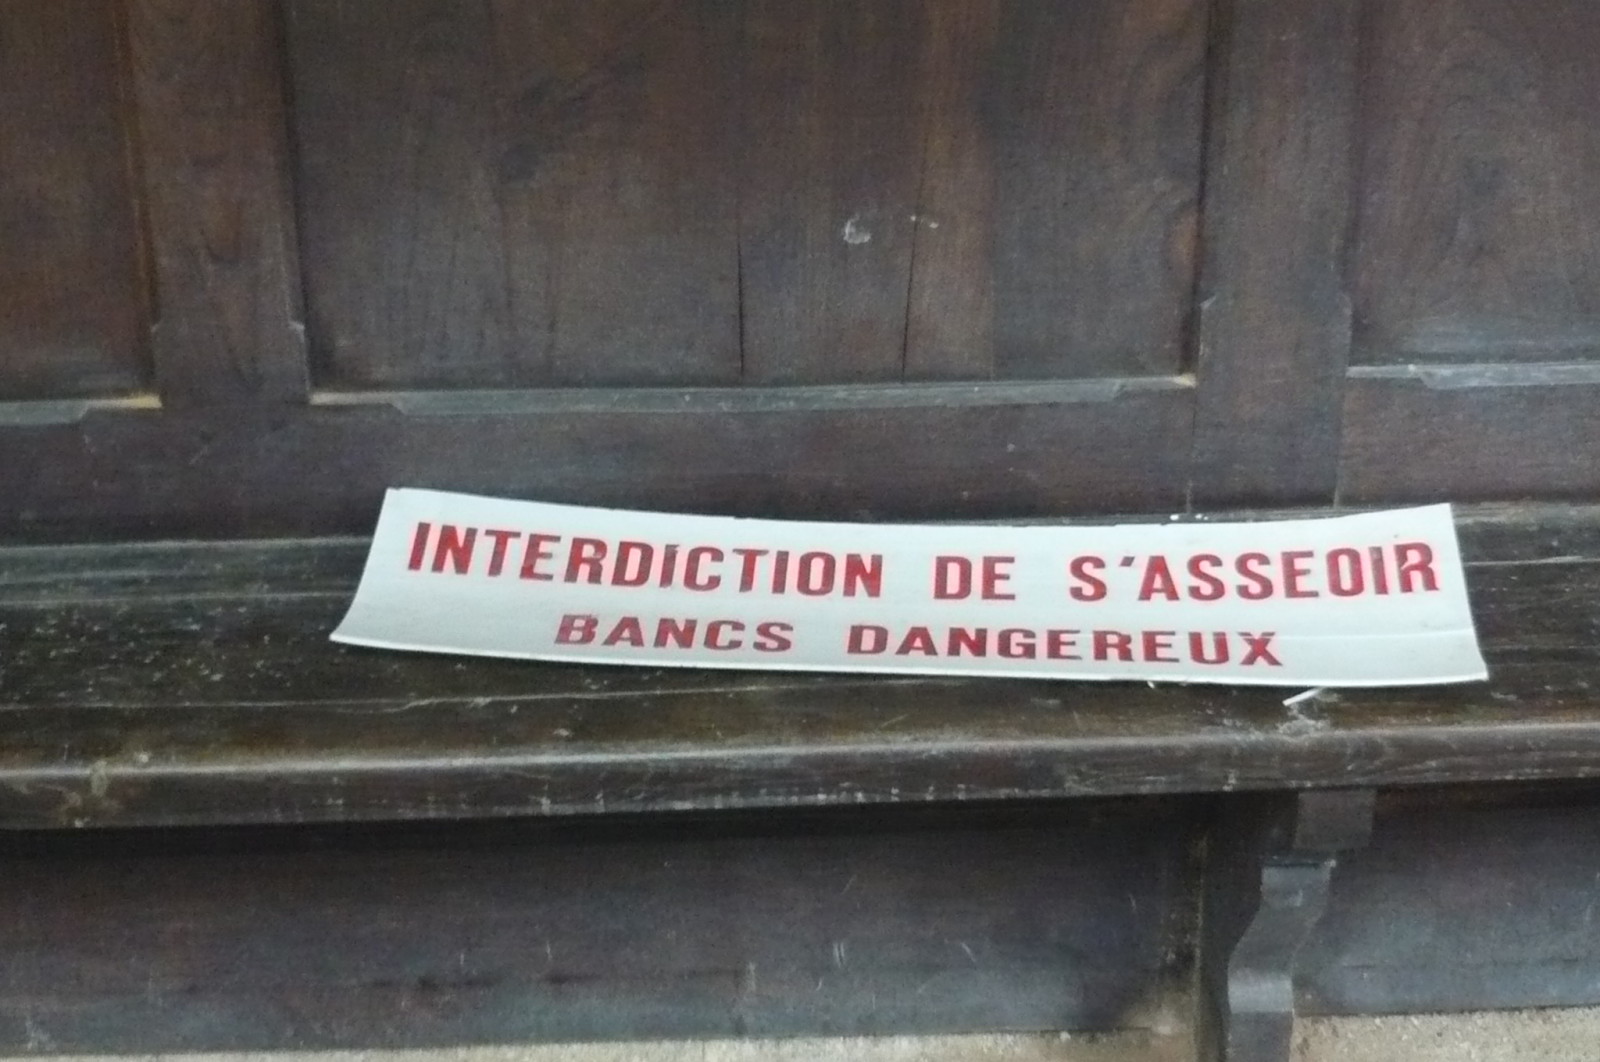 INTERDICTION DE S'ASSEOIR
BANCS DANGEREUX